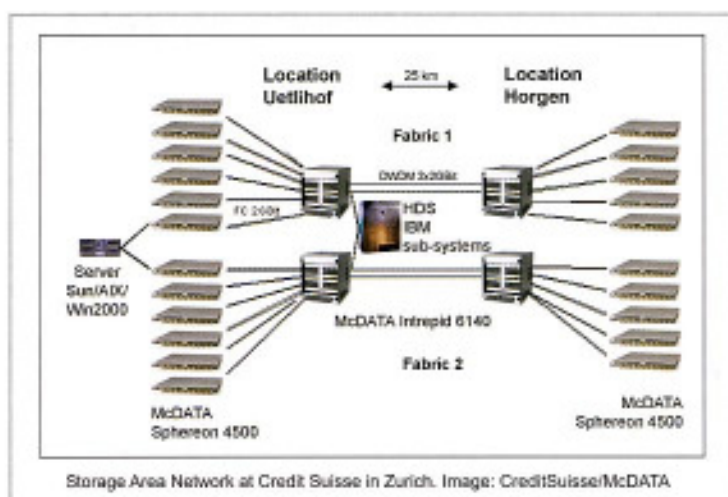 Location
Uetlihof
25 km
Location
Horgen
Fabric 1
DWDM 2x2GBit
FC 2GBit
HDS
IBM
sub-systems
Server
Sun/AIX/
Win2000
McDATA Intrepid 6140
Fabric 2
McDATA
Sphereon 4500
McDATA
Sphereon 4500
Storage Area Network at Credit Suisse in Zurich. Image: CreditSuisse/McDATA